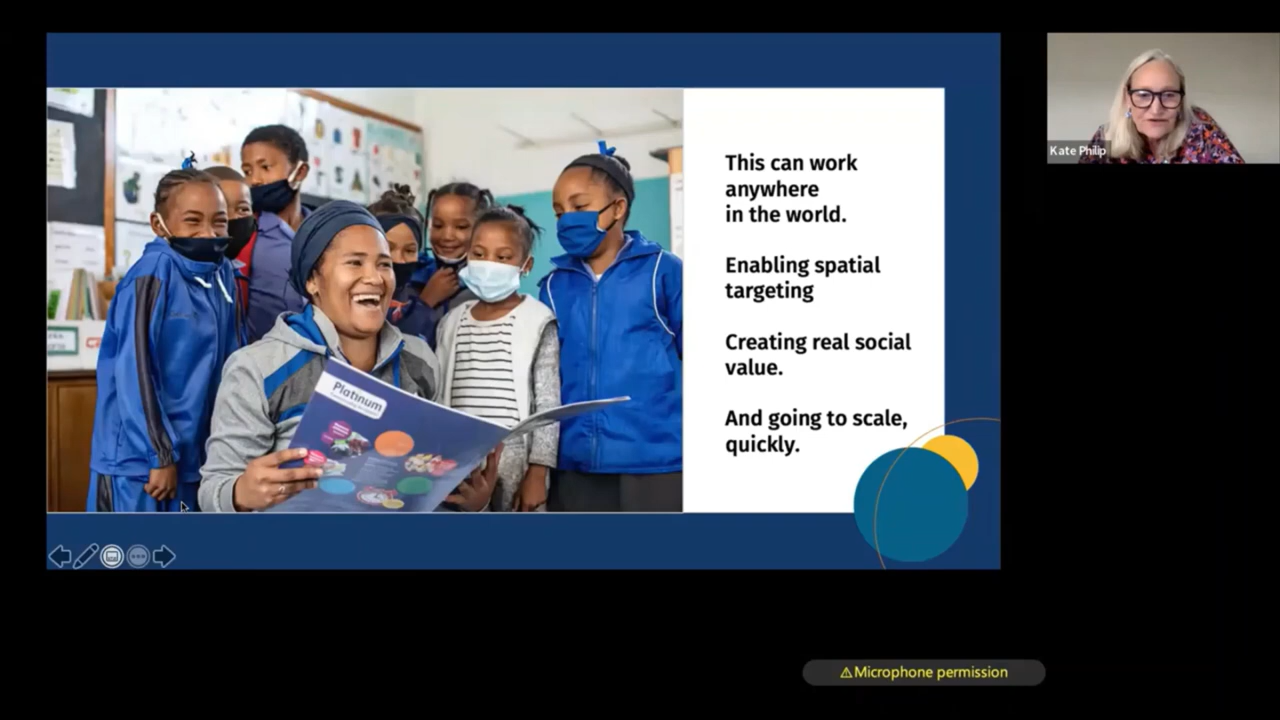 This can work
anywhere
in the world.
Enabling spatial
targeting
Creating real social
value.
And going to scale,
quickly.
Platinum
Kate Philip
⚠Microphone permission